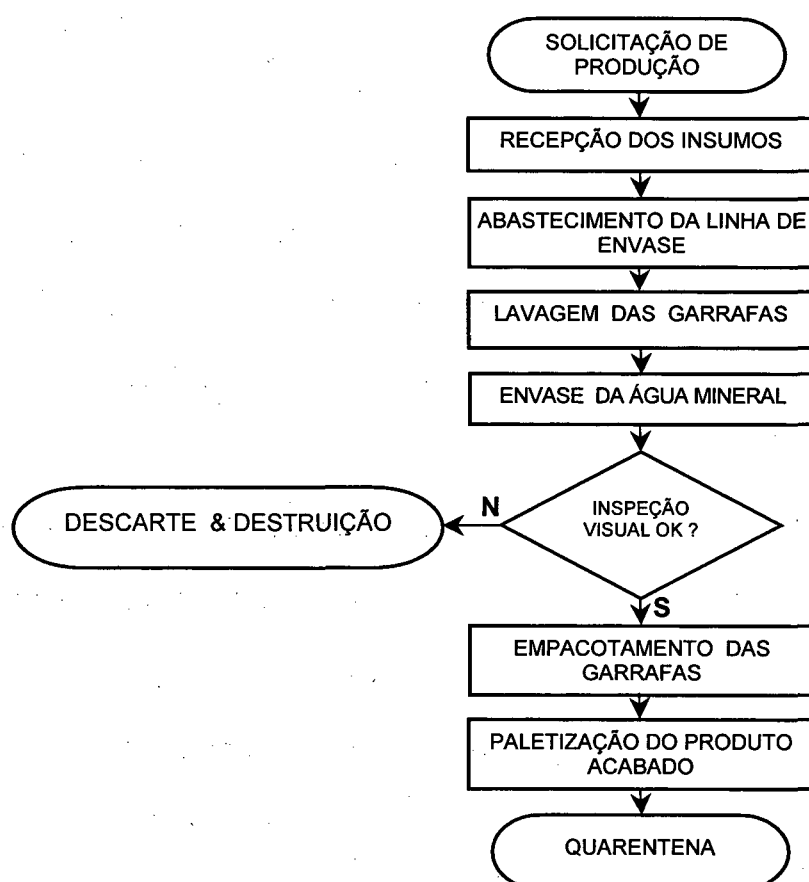 SOLICITAÇÃO DE
PRODUÇÃO
RECEPÇÃO DOS INSUMOS
ABASTECIMENTO DA LINHA DE
ENVASE
LAVAGEM DAS GARRAFAS
ENVASE DA ÁGUA MINERAL
DESCARTE & DESTRUIÇÃO
N
INSPEÇÃO
VISUAL OK ?
S
EMPACOTAMENTO DAS
GARRAFAS
PALETIZAÇÃO DO PRODUTO
ACABADO
QUARENTENA